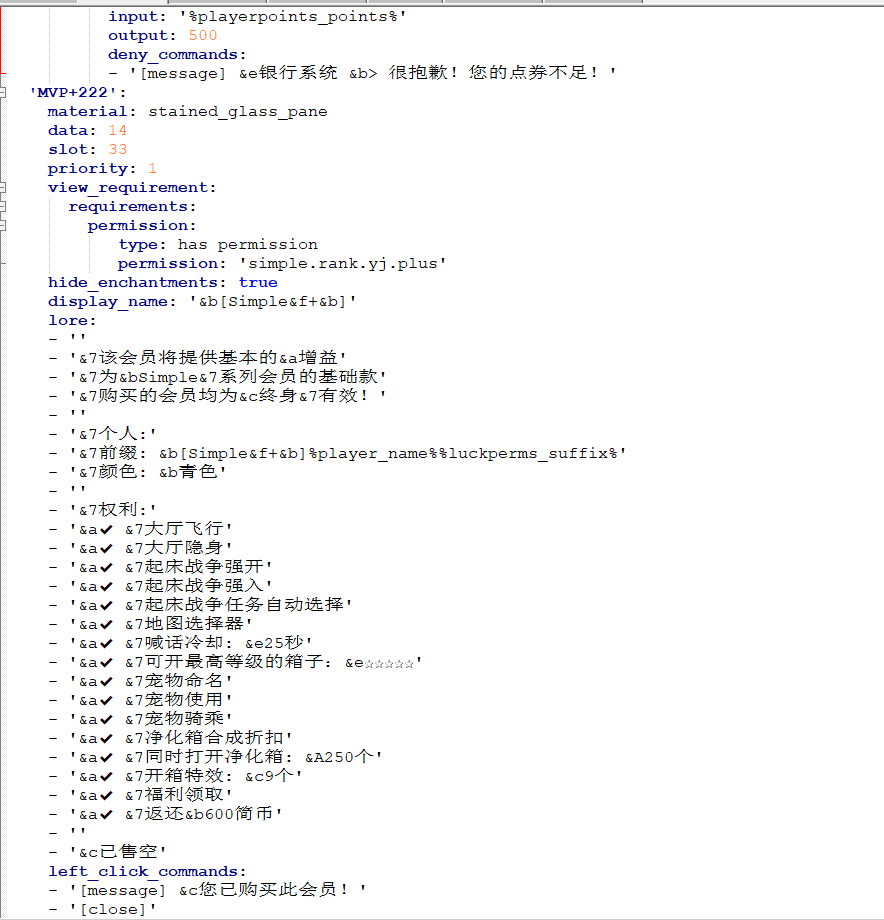 input: '%playerpoints_points%'
output: 500
deny_commands:
- '[message] &e银行系统 &b> 很抱歉！您的点券不足！'
'MVP+222':
material: stained_glass_pane
data: 14
slot: 33
priority: 1
view_requirement:
requirements:
permission:
type: has permission
permission: 'simple.rank.yj.plus'
hide_enchantments: true
display_name: '&b[Simple&f+&b]'
lore:
- ''
- '&7该会员将提供基本的&a增益'
- '&7为&bSimple&7系列会员的基础款'
- '&7购买的会员均为&c终身&7有效！'
- ''
- '&7个人:'
- '&7前缀: &b[Simple&f+&b]%player_name%%luckperms_suffix%'
- '&7颜色: &b青色'
- ''
- '&7权利:'
- '&a✔ &7大厅飞行'
- '&a✔ &7大厅隐身'
- '&a✔ &7起床战争强开'
- '&a✔ &7起床战争强入'
- '&a✔ &7起床战争任务自动选择'
- '&a✔ &7地图选择器'
- '&a✔ &7喊话冷却: &e25秒'
- '&a✔ &7可开最高等级的箱子: &e☆☆☆☆☆'
- '&a✔ &7宠物命名'
- '&a✔ &7宠物使用'
- '&a✔ &7宠物骑乘'
- '&a✔ &7净化箱合成折扣'
- '&a✔ &7同时打开净化箱: &A250个'
- '&a✔ &7开箱特效: &c9个'
- '&a✔ &7福利领取'
- '&a✔ &7返还&b600简币'
- ''
- '&c已售空'
left_click_commands:
- '[message] &c您已购买此会员！'
- '[close]'